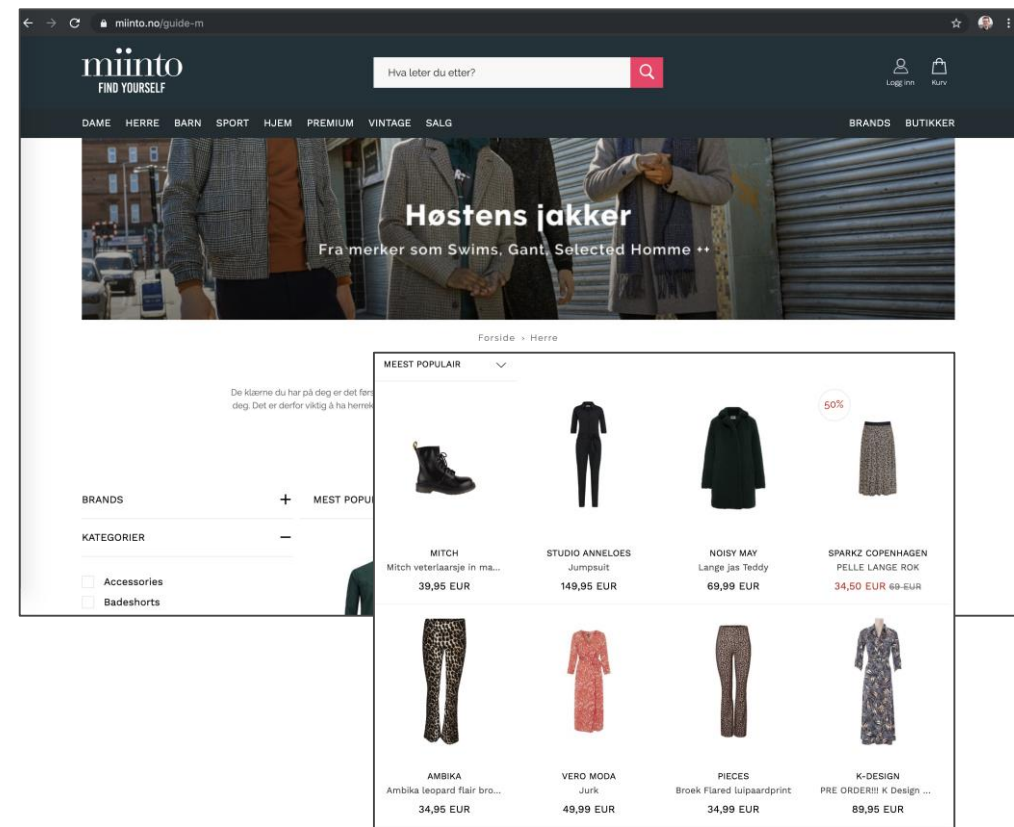 miinto.no/guide-m
miinto
FIND YOURSELF
Hva leter du etter?
Logg inn
Kurv
DAME HERRE BARN SPORT HJEM PREMIUM VINTAGE SALG
BRANDS BUTIKKER
Høstens jakker
Fra merker som Swims, Gant, Selected Homme ++
Forside › Herre
De klærne du har på deg er det førs
deg. Det er derfor viktig å ha herrek
BRANDS
MEST POPU
KATEGORIER
Accessories
Badeshorts
MEEST POPULAIR
50%
MITCH
Mitch veterlaarsje in ma...
39,95 EUR
STUDIO ANNELOES
Jumpsuit
149,95 EUR
NOISY MAY
Lange jas Teddy
69,99 EUR
SPARKZ COPENHAGEN
PELLE LANGE ROK
34,50 EUR 69 EUR
AMBIKA
Ambika leopard flair bro...
34,95 EUR
VERO MODA
Jurk
49,99 EUR
PIECES
Broek Flared luipaardprint
34,99 EUR
K-DESIGN
PRE ORDER!!! K Design ...
89,95 EUR